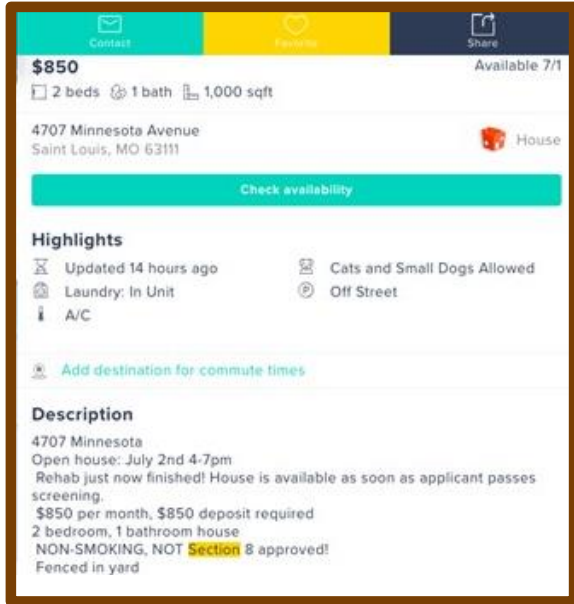 Contact Favorite Share
$850 Available 7/1
2 beds 1 bath 1,000 sqft
4707 Minnesota Avenue
Saint Louis, MO 63111
House
Check availability
Highlights
Updated 14 hours ago Cats and Small Dogs Allowed
Laundry: In Unit Off Street
A/C
Add destination for commute times
Description
4707 Minnesota
Open house: July 2nd 4-7pm
Rehab just now finished! House is available as soon as applicant passes
screening.
$850 per month, $850 deposit required
2 bedroom, 1 bathroom house
NON-SMOKING, NOT Section 8 approved!
Fenced in yard